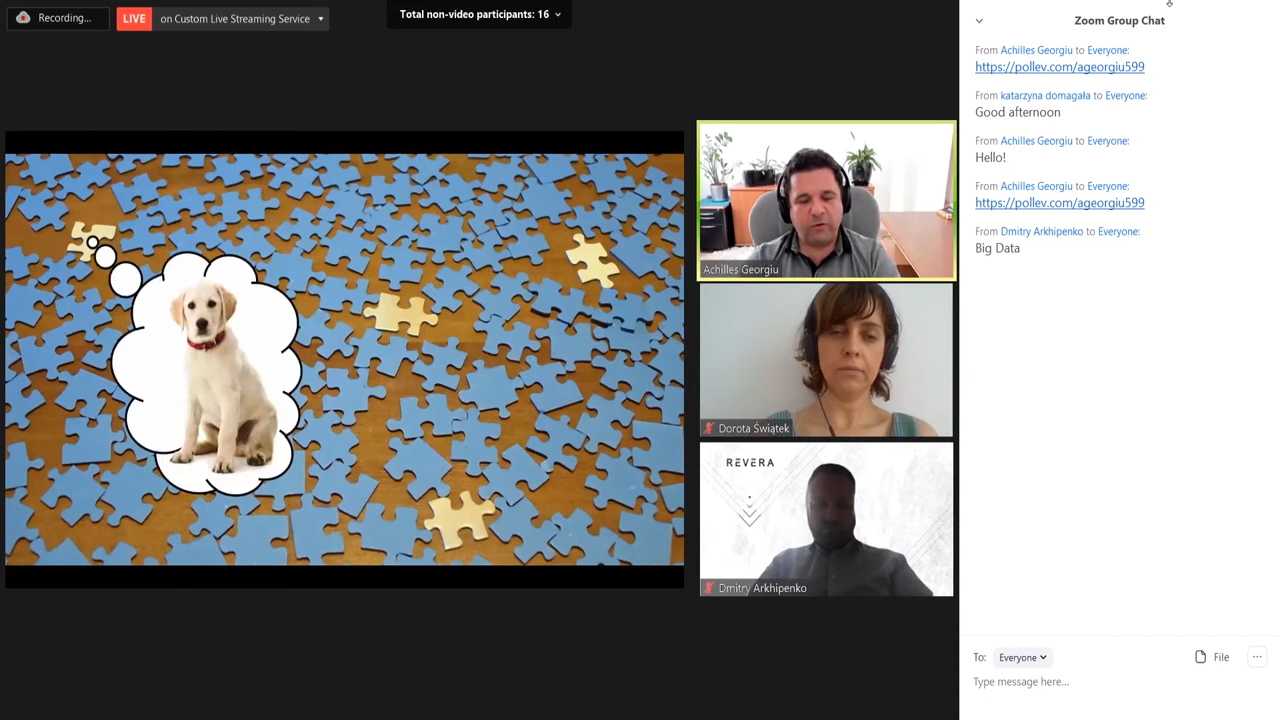 Recording...
LIVE on Custom Live Streaming Service
Total non-video participants: 16
Zoom Group Chat
From Achilles Georgiu to Everyone:
https://pollev.com/ageorgiu599
From katarzyna domagała to Everyone:
Good afternoon
From Achilles Georgiu to Everyone:
Hello!
From Achilles Georgiu to Everyone:
https://pollev.com/ageorgiu599
From Dmitry Arkhipenko to Everyone:
Big Data
Achilles Georgiu
Dorota Świątek
REVERA
Dmitry Arkhipenko
To: Everyone
File
Type message here...